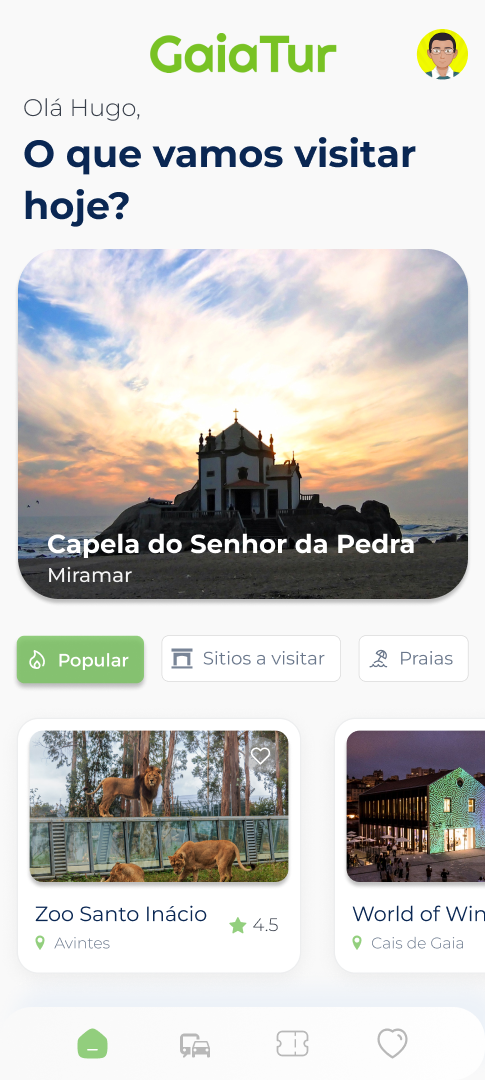 GaiaTur
Olá Hugo,
O que vamos visitar
hoje?
Capela do Senhor da Pedra
Miramar
Popular
Sitios a visitar
Praias
Zoo Santo Inácio
4.5
Avintes
World of Win
Cais de Gaia